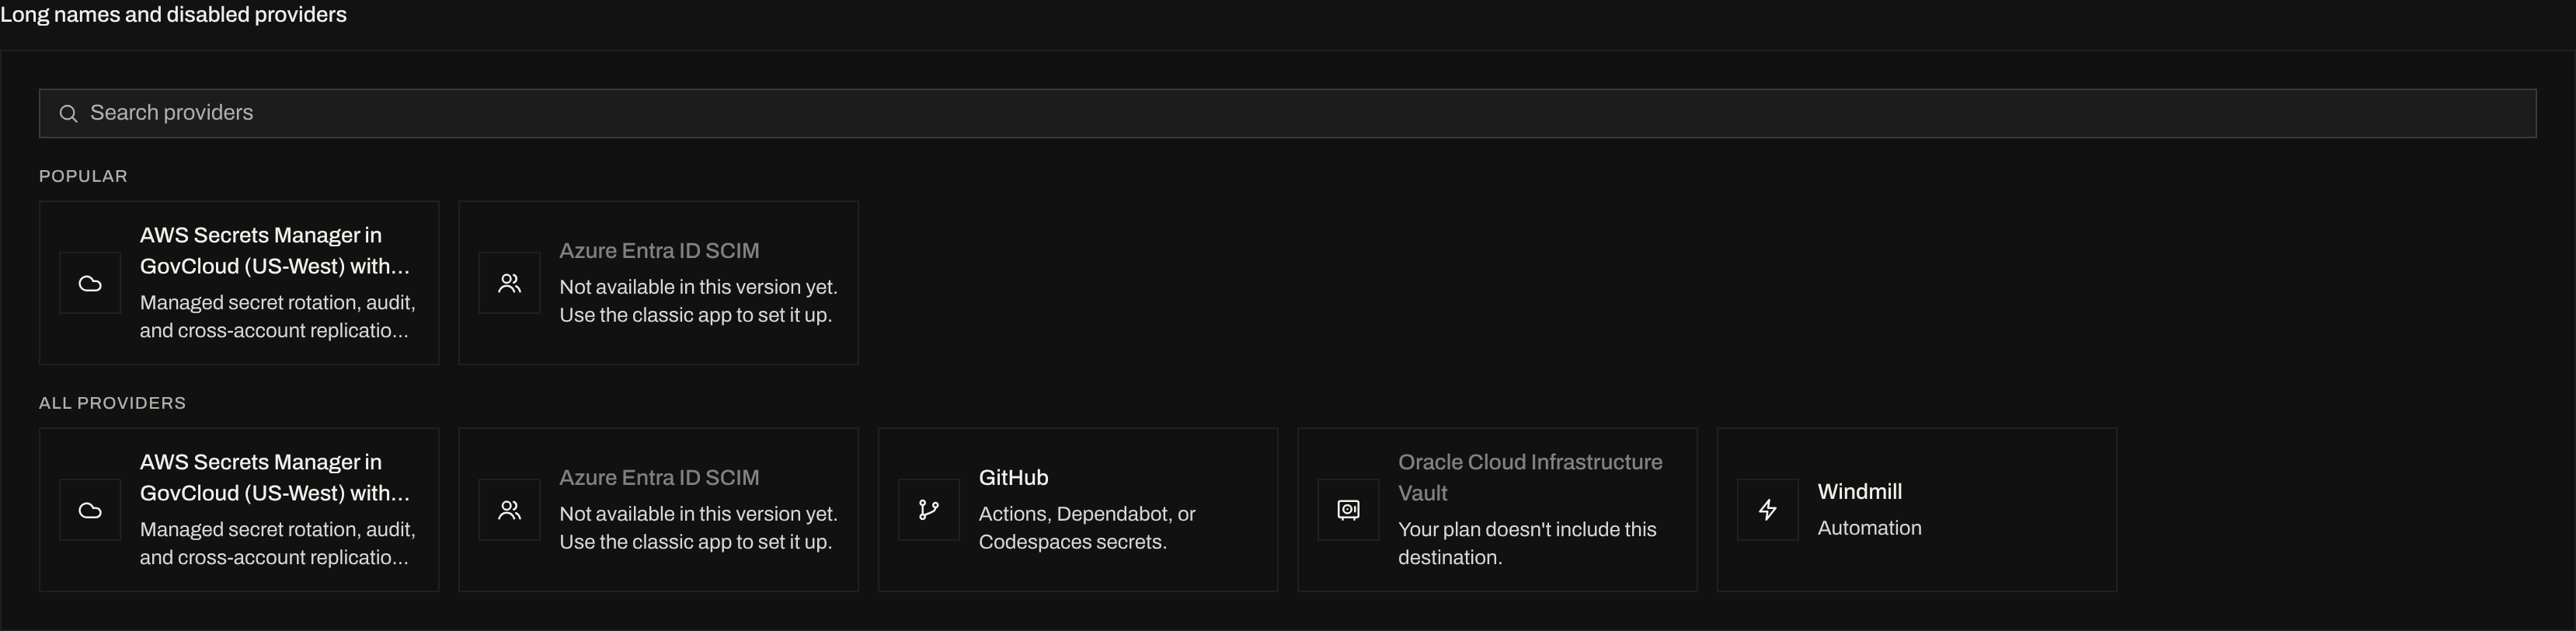 Long names and disabled providers
Search providers
POPULAR
AWS Secrets Manager in
GovCloud (US-West) with...
Managed secret rotation, audit,
and cross-account replicatio...
Azure Entra ID SCIM
Not available in this version yet.
Use the classic app to set it up.
ALL PROVIDERS
AWS Secrets Manager in
GovCloud (US-West) with...
Managed secret rotation, audit,
and cross-account replicatio...
Azure Entra ID SCIM
Not available in this version yet.
Use the classic app to set it up.
GitHub
Actions, Dependabot, or
Codespaces secrets.
Oracle Cloud Infrastructure
Vault
Your plan doesn't include this
destination.
Windmill
Automation